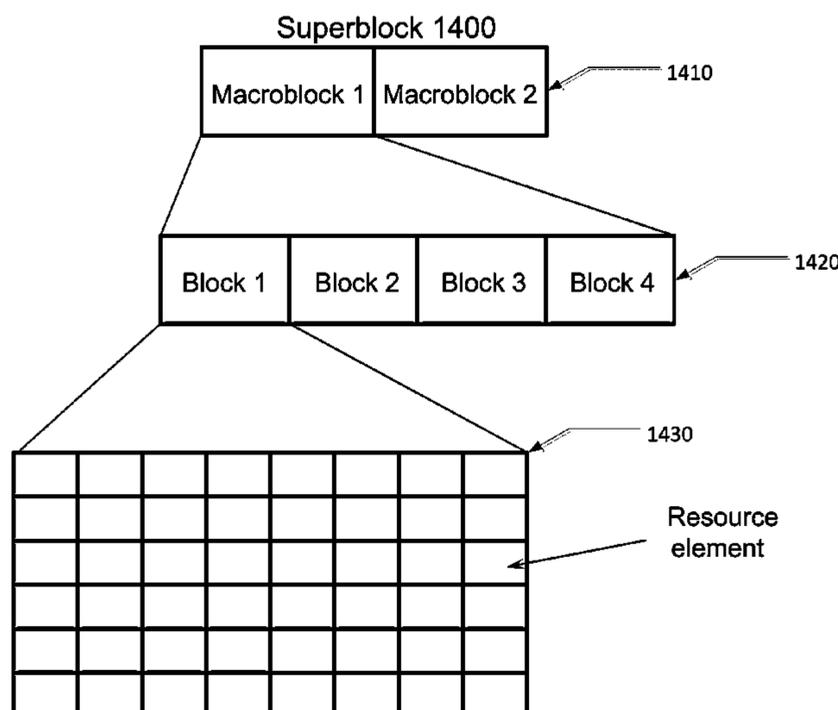 Superblock 1400
Macroblock 1
Macroblock 2
1410
Block 1
Block 2
Block 3
Block 4
1420
1430
Resource
element